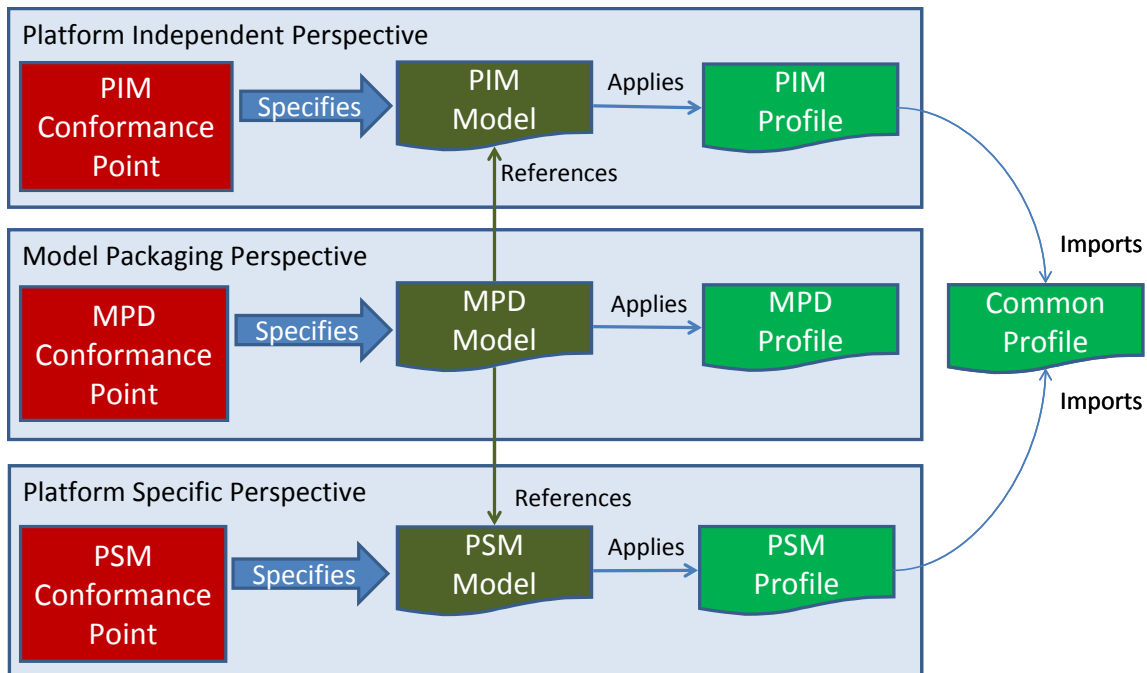 Platform Independent Perspective
PIM
Conformance
Point
Specifies
PIM
Model
Applies
PIM
Profile
References
Imports
Model Packaging Perspective
MPD
Conformance
Point
Specifies
MPD
Model
Applies
MPD
Profile
Common
Profile
Imports
Platform Specific Perspective
References
PSM
Conformance
Point
Specifies
PSM
Model
Applies
PSM
Profile